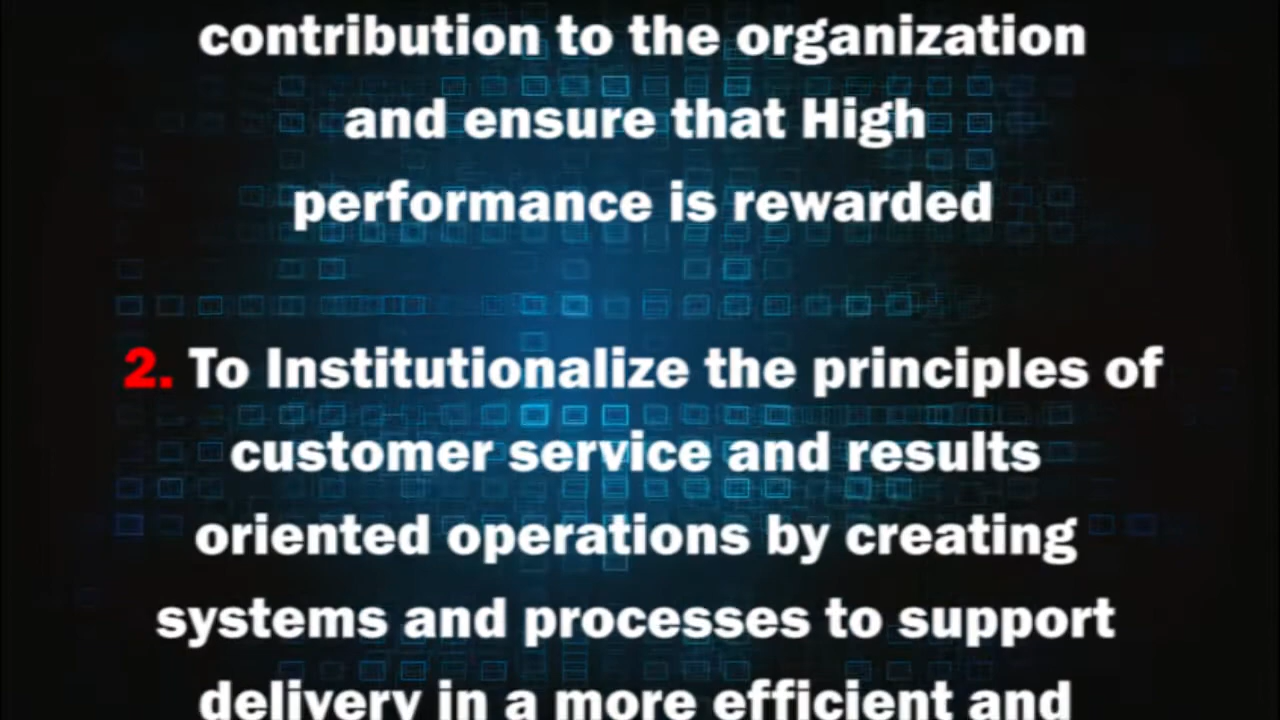 contribution to the organization
and ensure that High
performance is rewarded
2. To Institutionalize the principles of
customer service and results
oriented operations by creating
systems and processes to support
delivery in a more efficient and